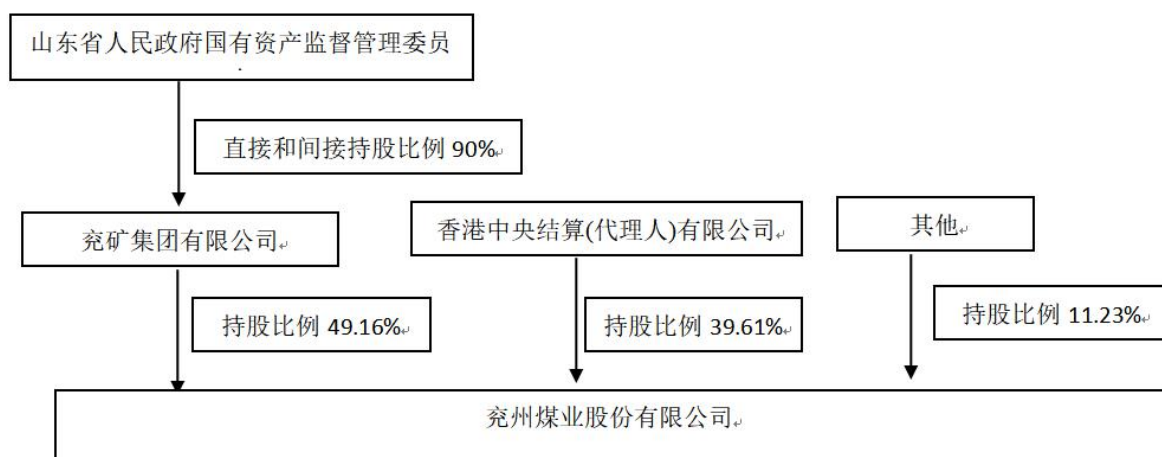 山东省人民政府国有资产监督管理委员
直接和间接持股比例 90%
兖矿集团有限公司
香港中央结算(代理人)有限公司
其他
持股比例 49.16%
持股比例 39.61%
持股比例 11.23%
兖州煤业股份有限公司